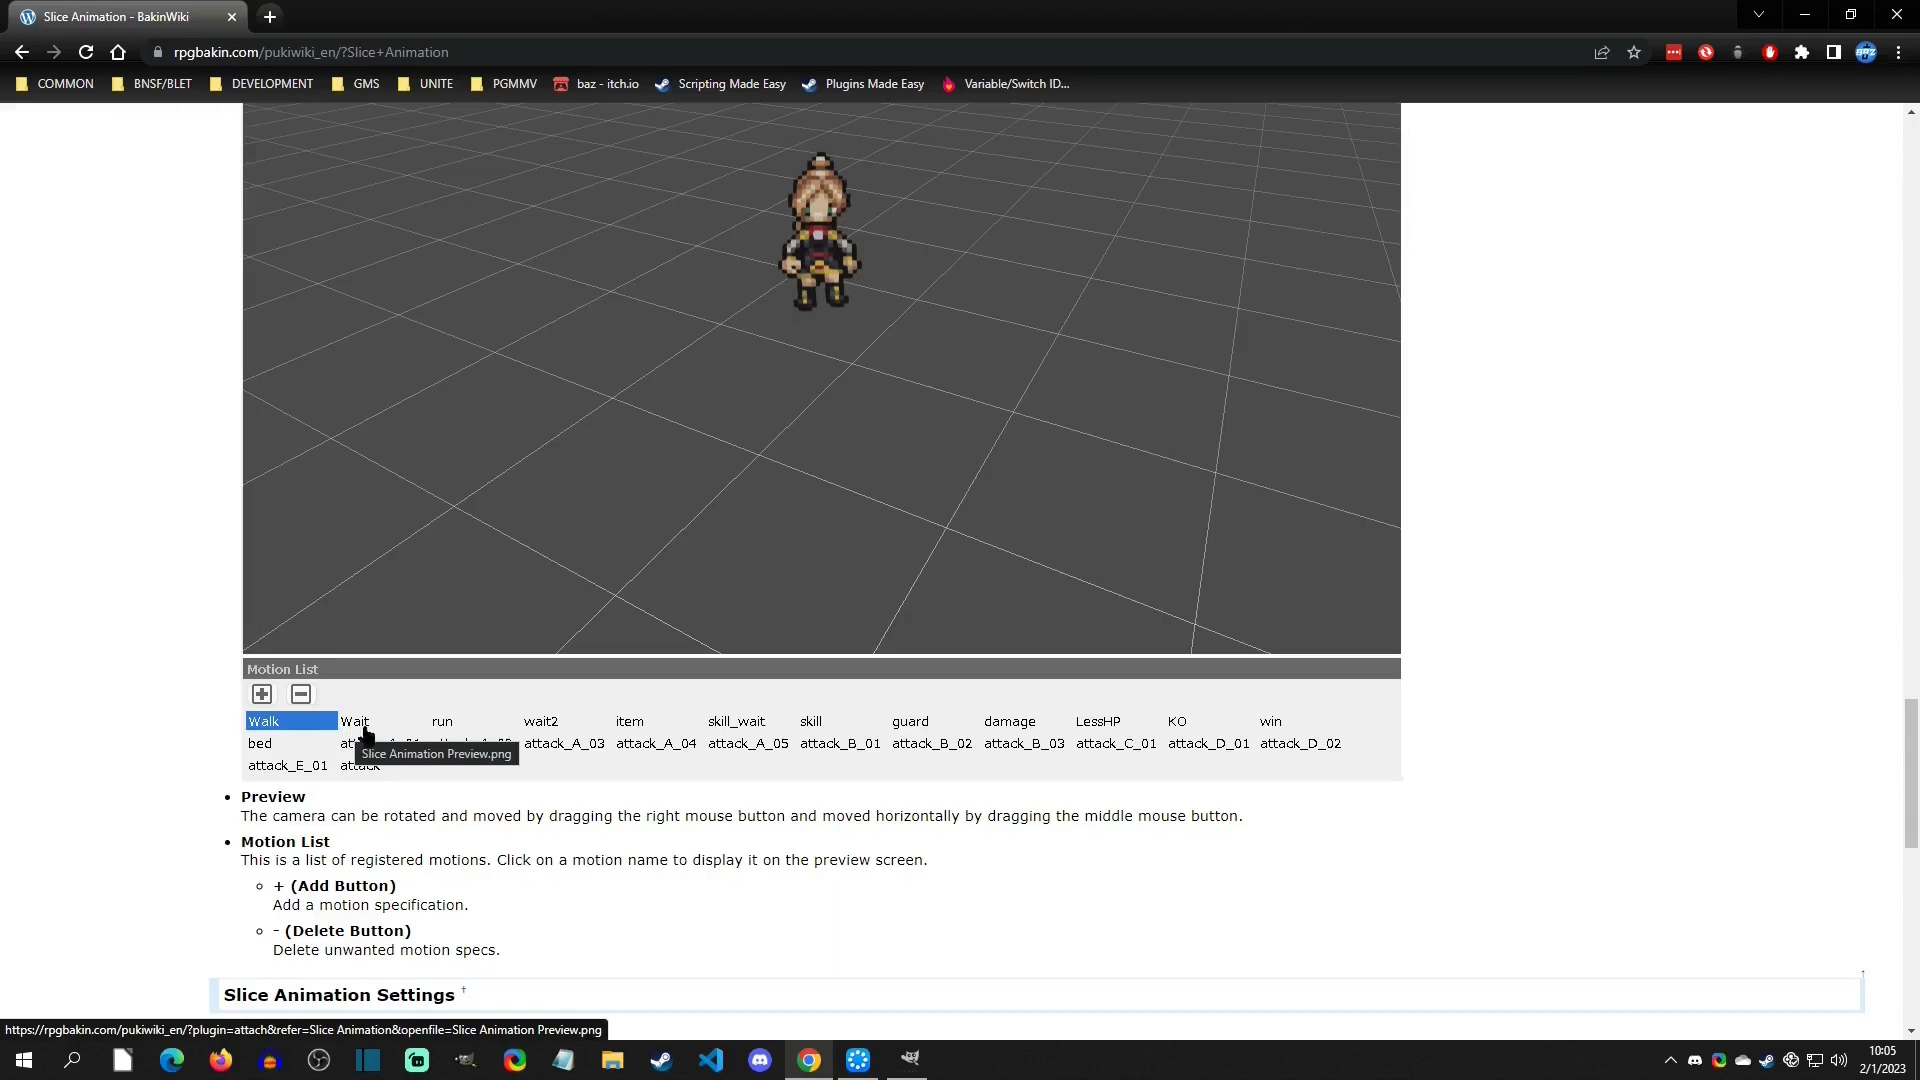 Slice Animation - BakinWiki
rpgbakin.com/pukiwiki_en/?Slice+Animation
COMMON BNSF/BLET DEVELOPMENT GMS UNITE PGMMV baz - itch.io Scripting Made Easy Plugins Made Easy Variable/Switch ID...
Motion List
Walk Wait run wait2 item skill_wait skill guard damage LessHP KO win
bed attack_A_03 attack_A_04 attack_A_05 attack_B_01 attack_B_02 attack_B_03 attack_C_01 attack_D_01 attack_D_02
Slice Animation Preview.png
attack_E_01 attack
• Preview
The camera can be rotated and moved by dragging the right mouse button and moved horizontally by dragging the middle mouse button.
• Motion List
This is a list of registered motions. Click on a motion name to display it on the preview screen.
+ (Add Button)
Add a motion specification.
- (Delete Button)
Delete unwanted motion specs.
Slice Animation Settings †
https://rpgbakin.com/pukiwiki_en/?plugin=attach&refer=Slice Animation&openfile=Slice Animation Preview.png
10:05
2/1/2023